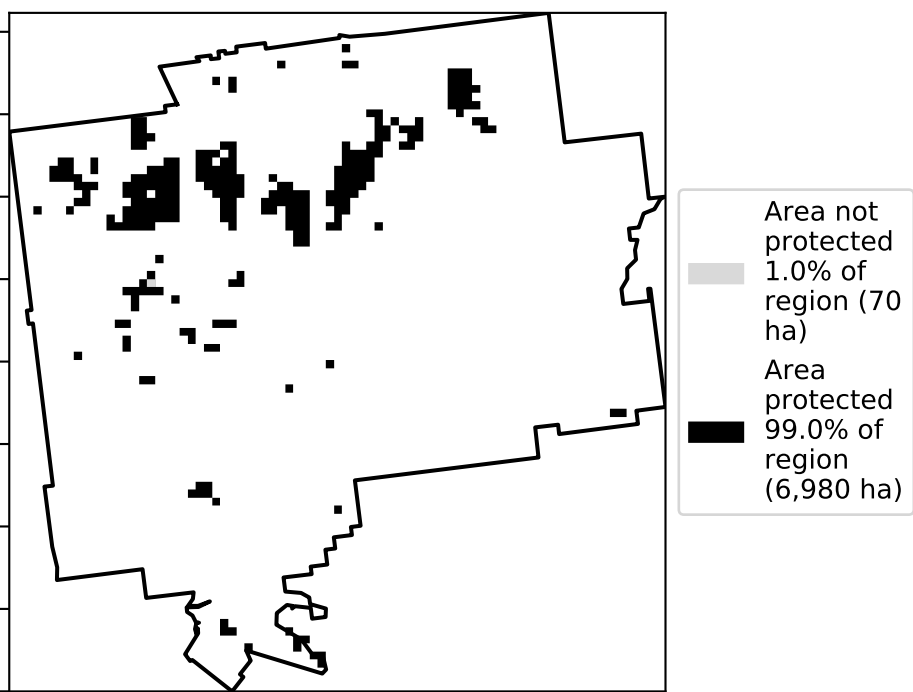 Area not
protected
1.0% of
region (70
ha)
Area
protected
99.0% of
region
(6,980 ha)